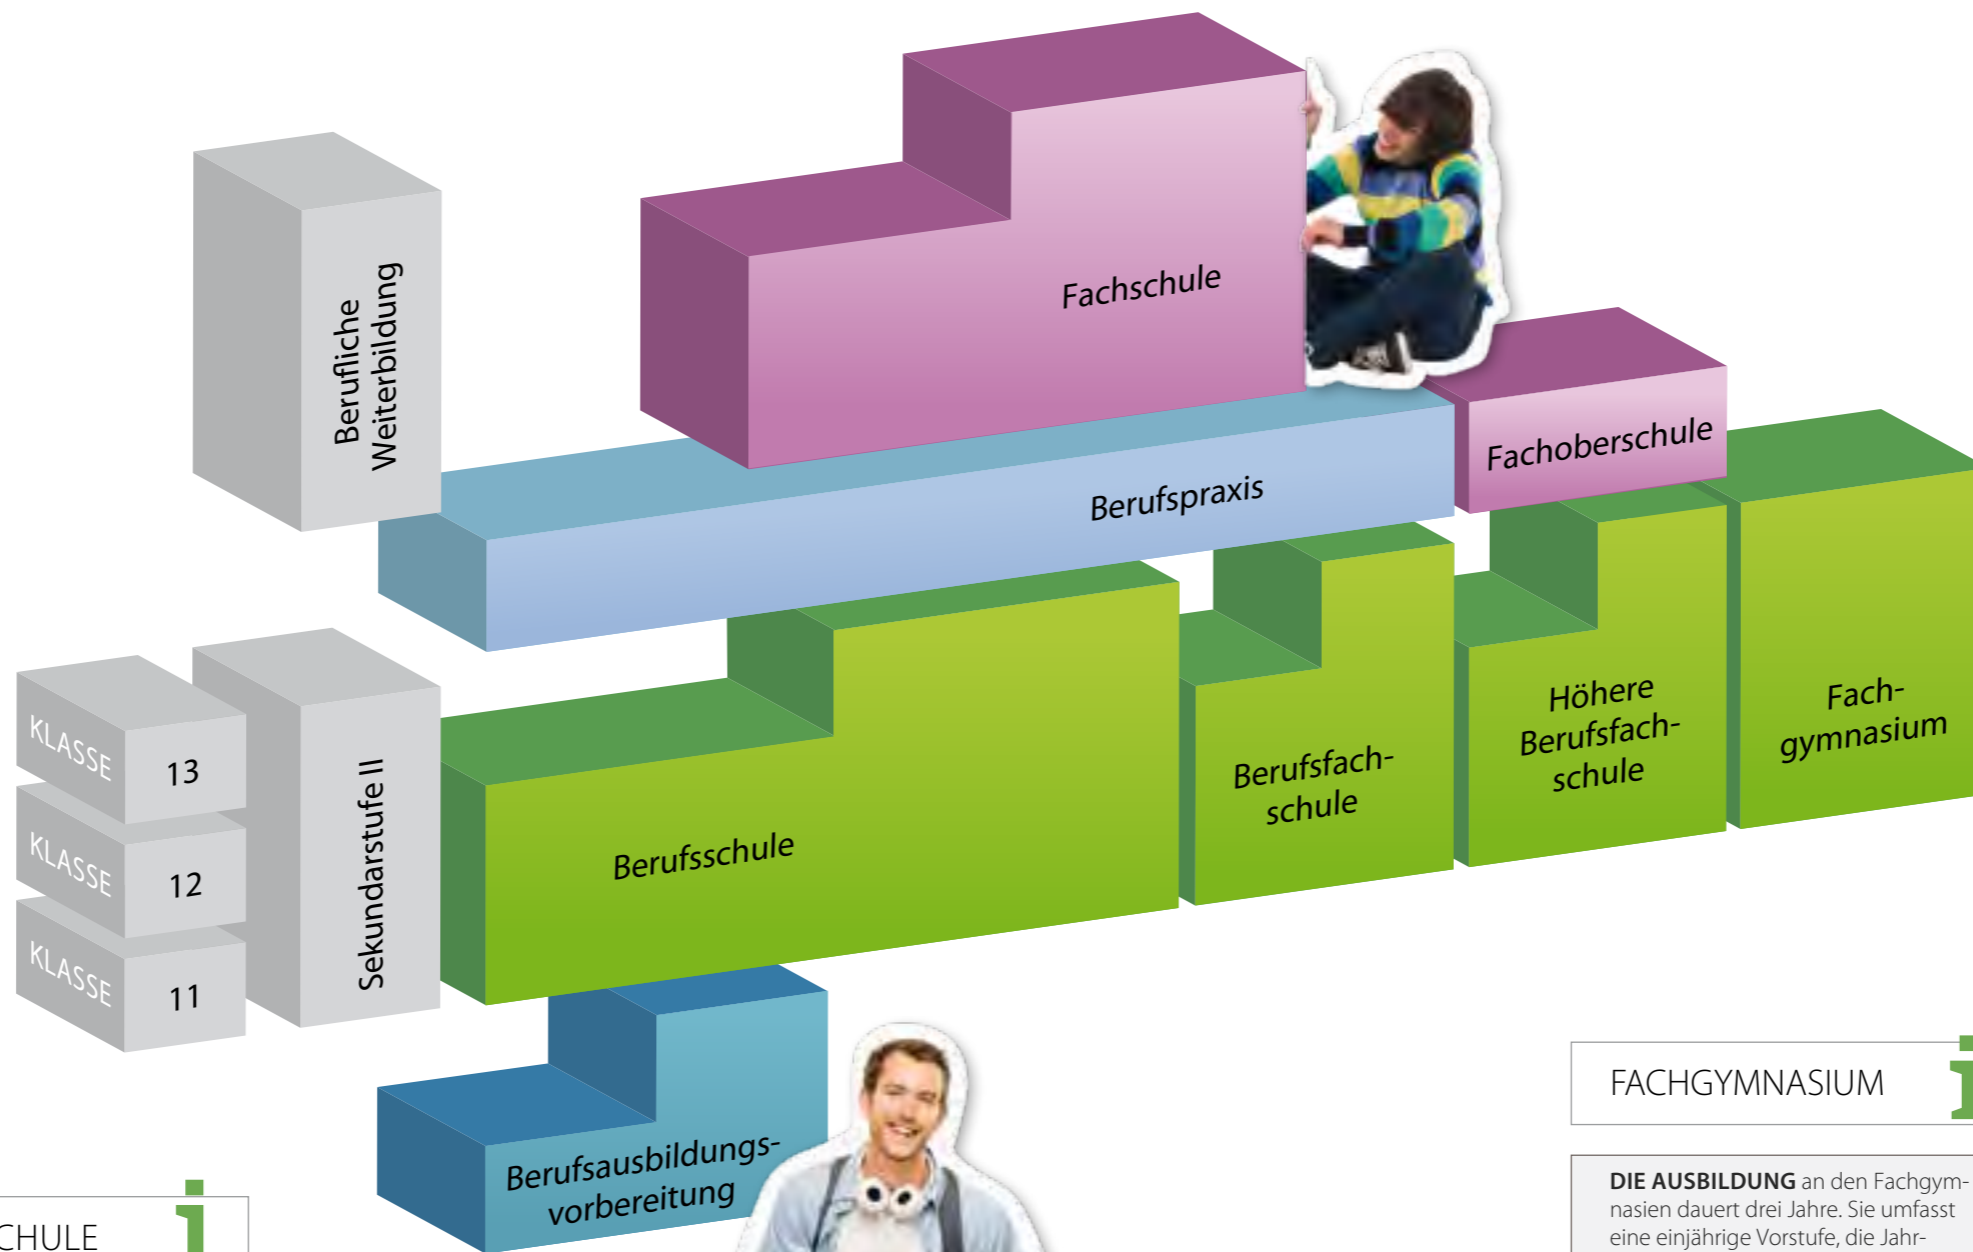 Berufliche
Weiterbildung
Fachschule
Fachoberschule
Berufspraxis
KLASSE
13
KLASSE
12
KLASSE
11
Sekundarstufe II
Berufsschule
Berufsfach-
schule
Höhere
Berufsfach-
schule
Fach-
gymnasium
Berufsausbildungs-
vorbereitung
CHULE
i
FACHGYMNASIUM
i
DIE AUSBILDUNG an den Fachgym-
nasien dauert drei Jahre. Sie umfasst
eine einjährige Vorstufe, die Jahr-